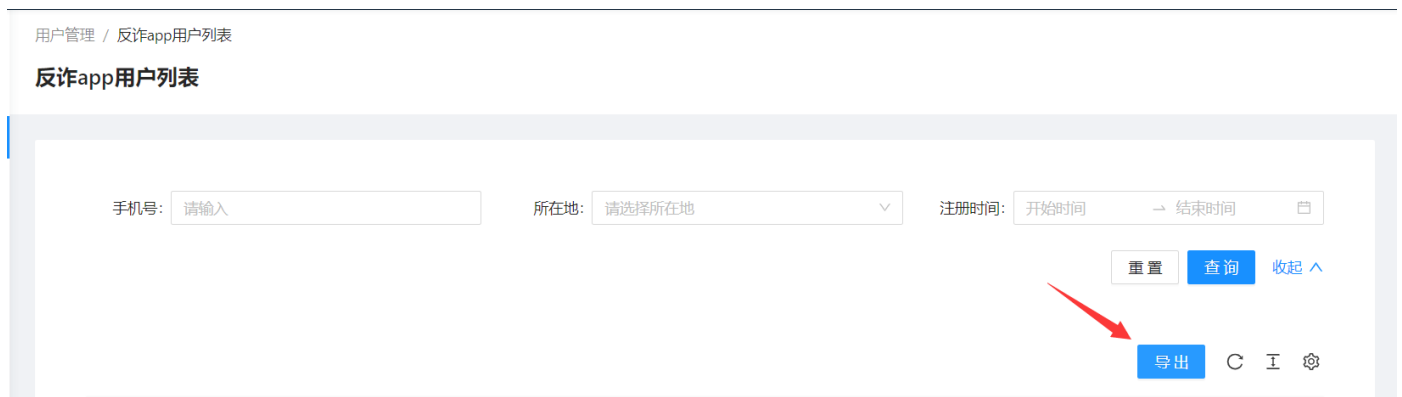 用户管理 / 反诈app用户列表
反诈app用户列表
手机号: 请输入 所在地: 请选择所在地 注册时间: 开始时间 → 结束时间
重置 查询 收起
导出